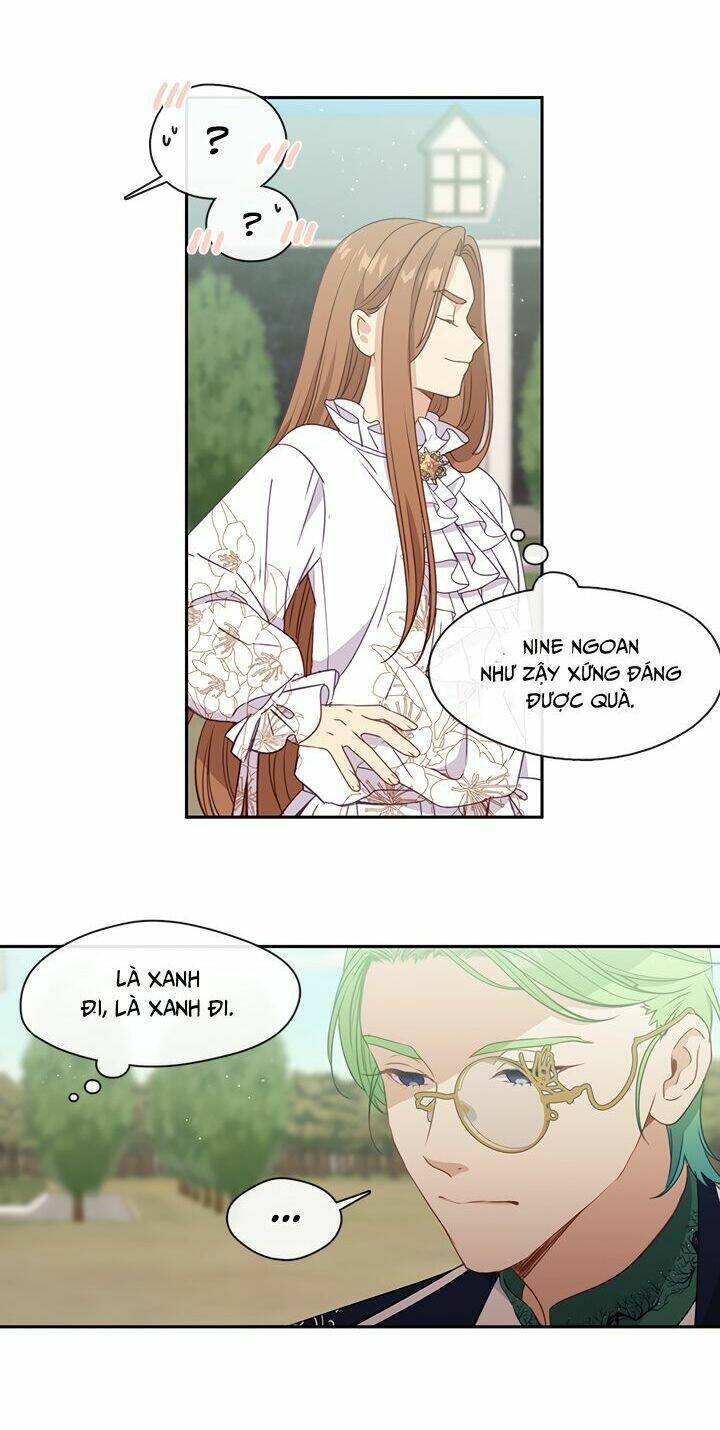 ?
?
NINE NGOAN
NHƯ ZẬY XỨNG ĐÁNG
ĐƯỢC QUÀ.
LÀ XANH
ĐI, LÀ XANH ĐI.
...